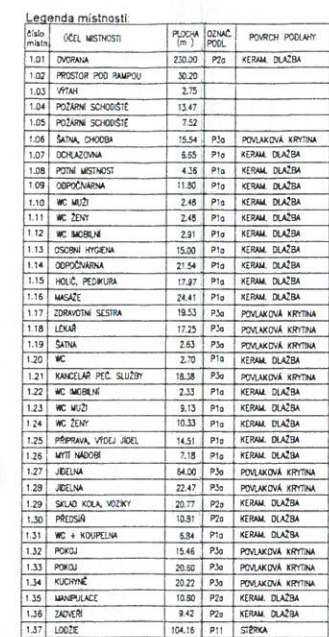 Legenda místností:
číslo místn. ÚČEL MÍSTNOSTI PLOCHA (m ) OZNAČ. PODL. POVRCH PODLAHY
1.01 DVORANA 230.00 P2a KERAM. DLAŽBA
1.02 PROSTOR POD RAMPOU 30.20
1.03 VÝTAH 2.75
1.04 POŽÁRNÍ SCHODIŠTĚ 13.47
1.05 POŽÁRNÍ SCHODIŠTĚ 7.52
1.06 ŠATNA, CHODBA 15.54 P3a POVLAKOVÁ KRYTINA
1.07 OCHLAZOVNA 6.65 P1a KERAM. DLAŽBA
1.08 POTNÍ MÍSTNOST 4.36 P1a KERAM. DLAŽBA
1.09 ODPOČÍVÁRNA 11.80 P1a KERAM. DLAŽBA
1.10 WC MUŽI 2.48 P1a KERAM. DLAŽBA
1.11 WC ŽENY 2.48 P1a KERAM. DLAŽBA
1.12 WC IMOBILNÍ 2.91 P1a KERAM. DLAŽBA
1.13 OSOBNÍ HYGIENA 15.00 P1a KERAM. DLAŽBA
1.14 ODPOČÍVÁRNA 21.54 P1a KERAM. DLAŽBA
1.15 HOLIČ, PEDIKURA 17.97 P1a KERAM. DLAŽBA
1.16 MASÁŽE 24.41 P1a KERAM. DLAŽBA
1.17 ZDRAVOTNÍ SESTRA 19.53 P3a POVLAKOVÁ KRYTINA
1.18 LÉKAŘ 17.25 P3a POVLAKOVÁ KRYTINA
1.19 ŠATNA 2.63 P3a POVLAKOVÁ KRYTINA
1.20 WC 2.70 P1a KERAM. DLAŽBA
1.21 KANCELÁŘ PEČ. SLUŽBY 18.38 P3a POVLAKOVÁ KRYTINA
1.22 WC IMOBILNÍ 2.33 P1a KERAM. DLAŽBA
1.23 WC MUŽI 9.13 P1a KERAM. DLAŽBA
1.24 WC ŽENY 10.33 P1a KERAM. DLAŽBA
1.25 PŘÍPRAVA, VÝDEJ JÍDEL 14.51 P1a KERAM. DLAŽBA
1.26 MYTÍ NÁDOBÍ 7.18 P1a KERAM. DLAŽBA
1.27 JÍDELNA 64.00 P3a POVLAKOVÁ KRYTINA
1.28 JÍDELNA 22.47 P3a POVLAKOVÁ KRYTINA
1.29 SKLAD KOLA, VOZÍKY 20.77 P2a KERAM. DLAŽBA
1.30 PŘEDSÍŇ 10.81 P2a KERAM. DLAŽBA
1.31 WC + KOUPELNA 6.84 P1a KERAM. DLAŽBA
1.32 POKOJ 15.46 P3a POVLAKOVÁ KRYTINA
1.33 POKOJ 20.60 P3a POVLAKOVÁ KRYTINA
1.34 KUCHYNĚ 20.22 P3a POVLAKOVÁ KRYTINA
1.35 MANIPULACE 10.80 P2a KERAM. DLAŽBA
1.36 ZÁDVEŘÍ 9.42 P2a KERAM. DLAŽBA
1.37 LODŽIE 104.16 P11 STĚRKA